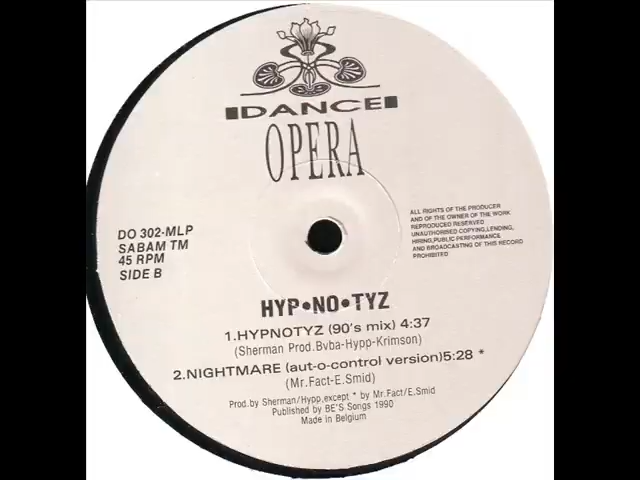 DANCE
OPERA
DO 302-MLP
SABAM TM
45 RPM
SIDE B
ALL RIGHTS OF THE PRODUCER
AND OF THE OWNER OF THE WORK
REPRODUCED RESERVED
UNAUTHORISED COPYING,LENDING,
HIRING,PUBLIC PERFORMANCE
AND BROADCASTING OF THIS RECORD
PROHIBITED
HYP•NO•TYZ
1.HYPNOTYZ (90's mix) 4:37
(Sherman Prod.Bvba-Hypp-Krimson)
2.NIGHTMARE (aut-o-control version)5:28 *
(Mr.Fact-E.Smid)
Prod.by Sherman/Hypp,except * by Mr.Fact/E.Smid
Published by BE'S Songs 1990
Made in Belgium